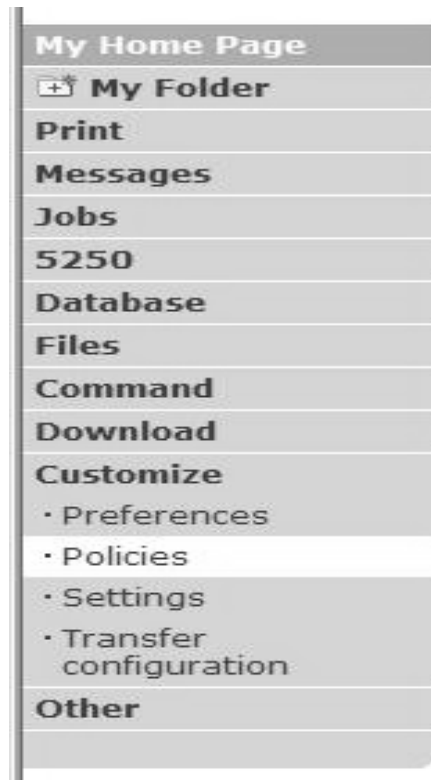 My Home Page
My Folder
Print
Messages
Jobs
5250
Database
Files
Command
Download
Customize
· Preferences
· Policies
· Settings
· Transfer
configuration
Other